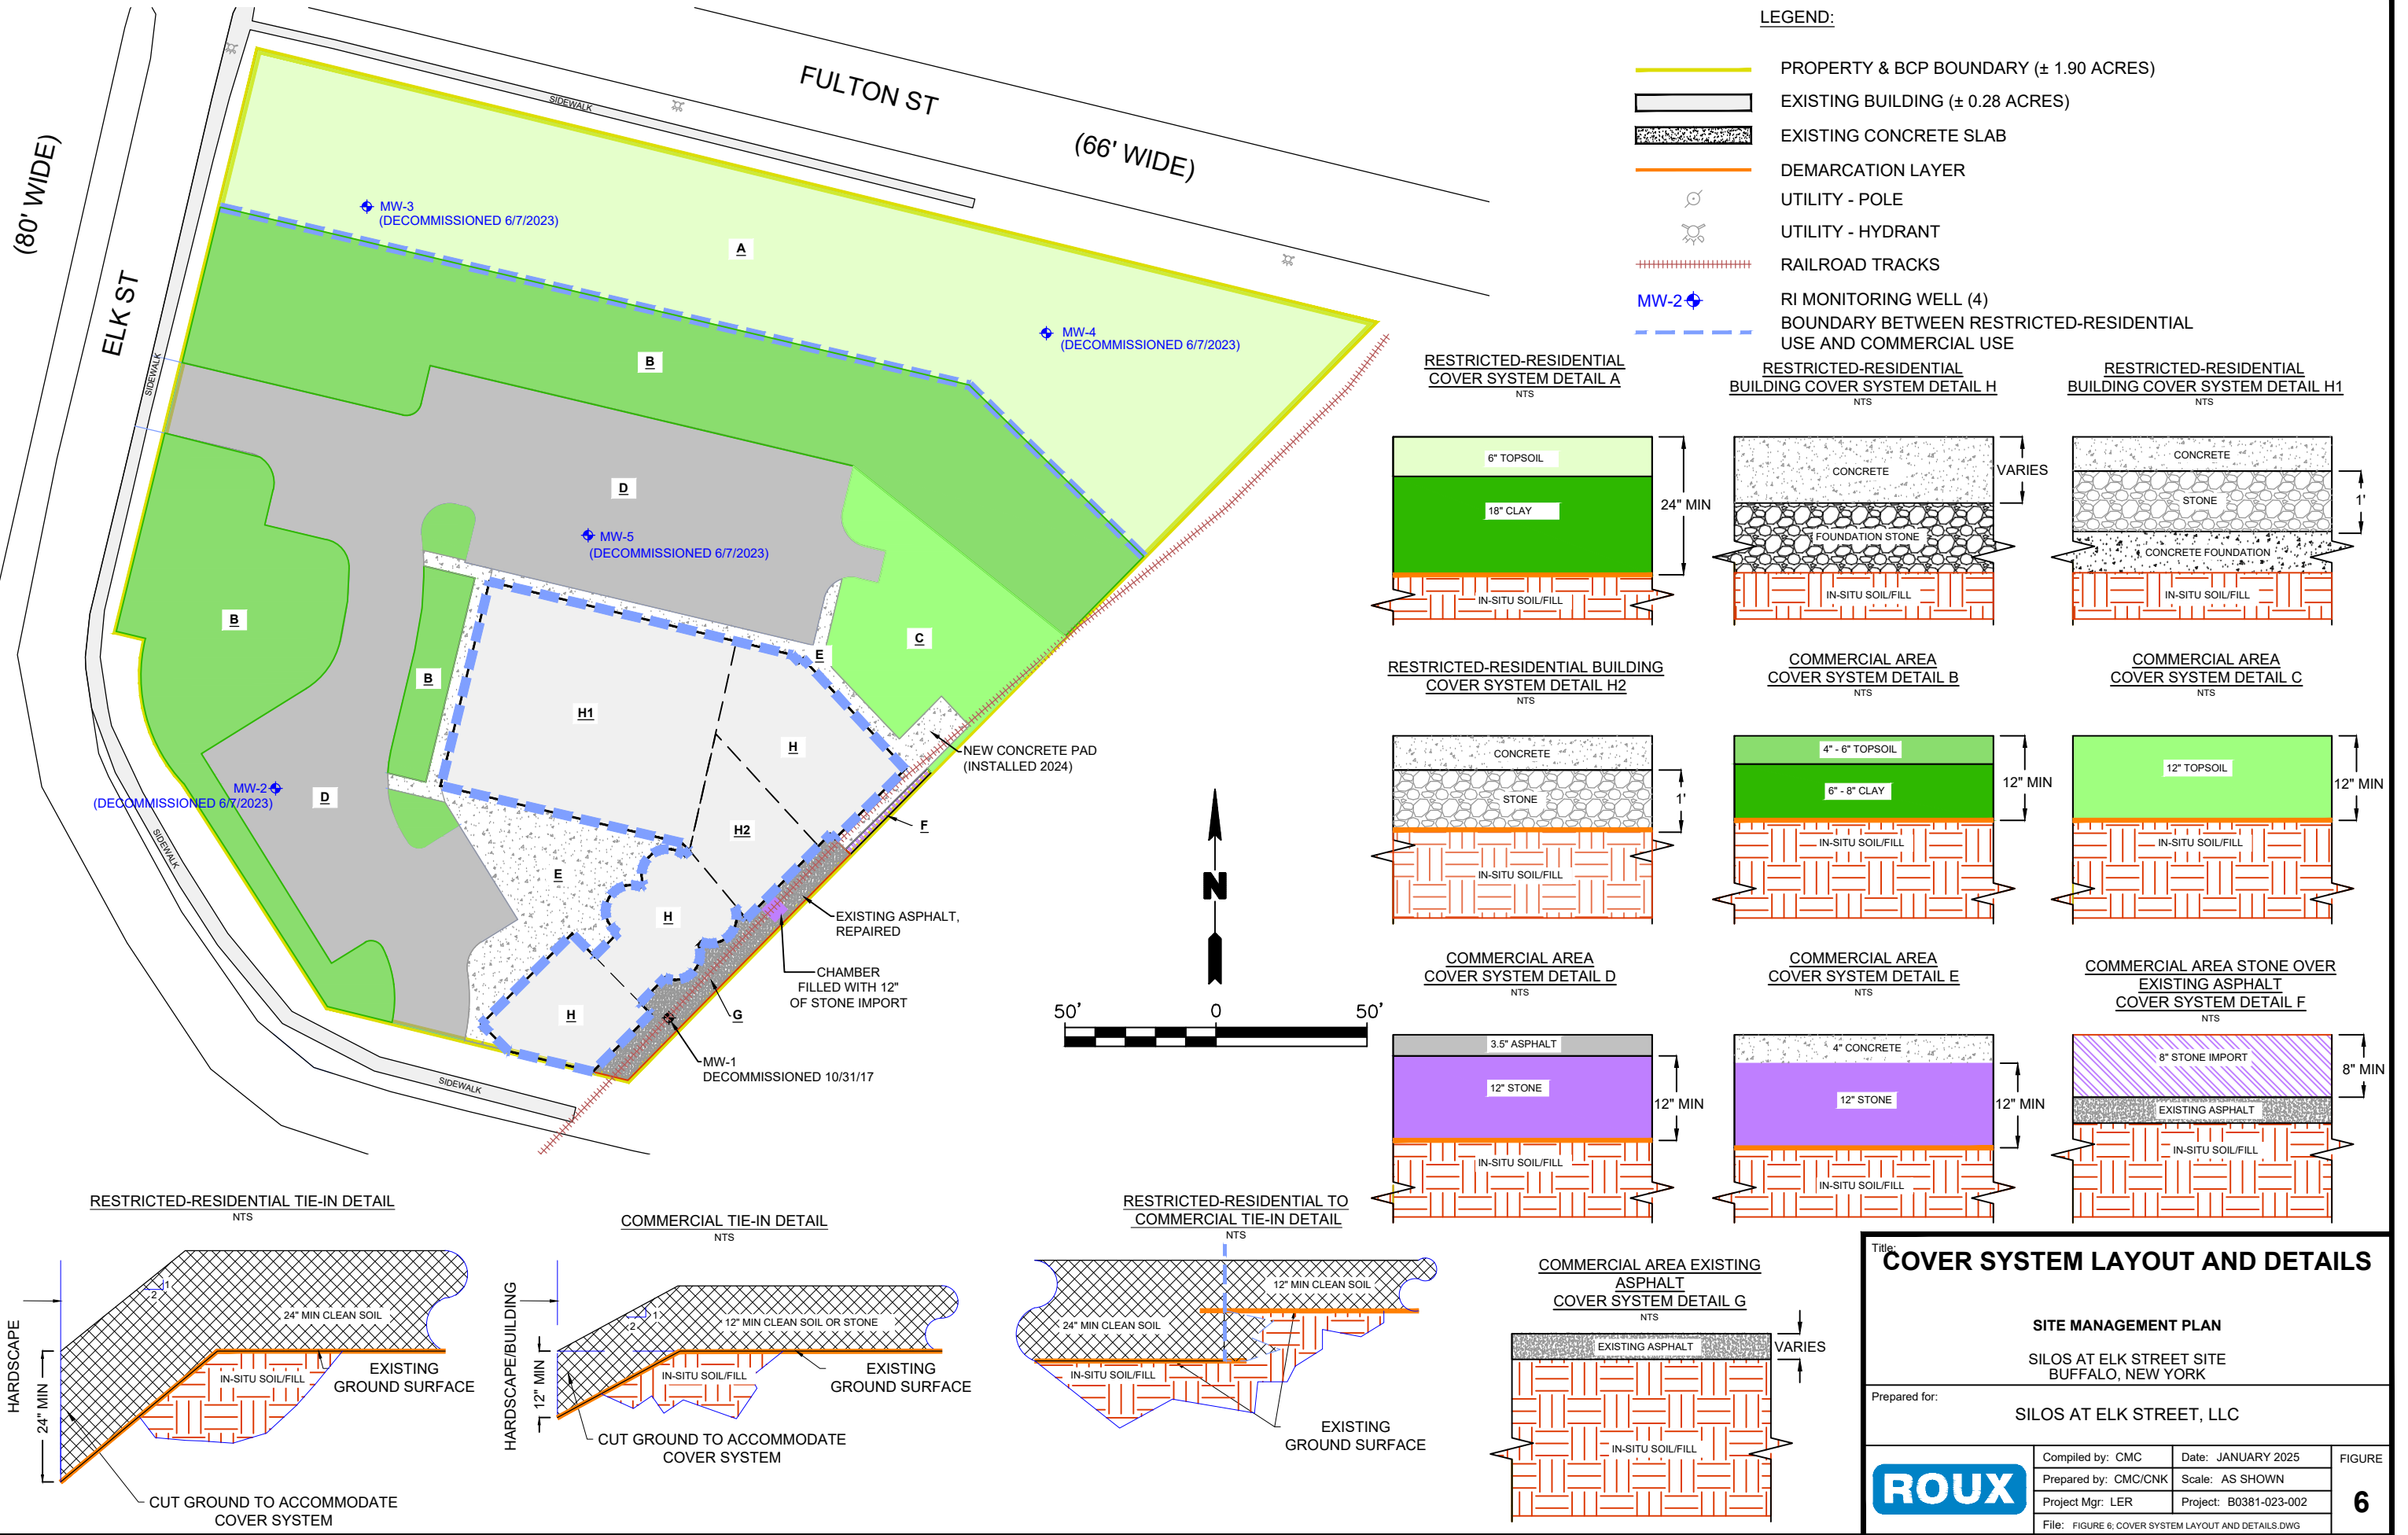 LEGEND:
PROPERTY & BCP BOUNDARY (± 1.90 ACRES)
EXISTING BUILDING (± 0.28 ACRES)
EXISTING CONCRETE SLAB
DEMARCATION LAYER
UTILITY - POLE
UTILITY - HYDRANT
RAILROAD TRACKS
MW-2
RI MONITORING WELL (4)
BOUNDARY BETWEEN RESTRICTED-RESIDENTIAL
USE AND COMMERCIAL USE
FULTON ST
(66' WIDE)
SIDEWALK
(80' WIDE)
ELK ST
SIDEWALK
MW-3
(DECOMMISSIONED 6/7/2023)
A
MW-4
(DECOMMISSIONED 6/7/2023)
B
D
MW-5
(DECOMMISSIONED 6/7/2023)
B
C
E
B
H1
H
NEW CONCRETE PAD
(INSTALLED 2024)
MW-2
(DECOMMISSIONED 6/7/2023)
D
F
H2
SIDEWALK
E
H
EXISTING ASPHALT,
REPAIRED
CHAMBER
FILLED WITH 12"
OF STONE IMPORT
H
G
MW-1
DECOMMISSIONED 10/31/17
SIDEWALK
N
50'
0
50'
RESTRICTED-RESIDENTIAL
COVER SYSTEM DETAIL A
NTS
6" TOPSOIL
18" CLAY
24" MIN
IN-SITU SOIL/FILL
RESTRICTED-RESIDENTIAL
BUILDING COVER SYSTEM DETAIL H
NTS
CONCRETE
VARIES
FOUNDATION STONE
IN-SITU SOIL/FILL
RESTRICTED-RESIDENTIAL
BUILDING COVER SYSTEM DETAIL H1
NTS
CONCRETE
STONE
1'
CONCRETE FOUNDATION
IN-SITU SOIL/FILL
RESTRICTED-RESIDENTIAL BUILDING
COVER SYSTEM DETAIL H2
NTS
CONCRETE
STONE
1'
IN-SITU SOIL/FILL
COMMERCIAL AREA
COVER SYSTEM DETAIL B
NTS
4" - 6" TOPSOIL
6" - 8" CLAY
12" MIN
IN-SITU SOIL/FILL
COMMERCIAL AREA
COVER SYSTEM DETAIL C
NTS
12" TOPSOIL
12" MIN
IN-SITU SOIL/FILL
COMMERCIAL AREA
COVER SYSTEM DETAIL D
NTS
3.5" ASPHALT
12" STONE
12" MIN
IN-SITU SOIL/FILL
COMMERCIAL AREA
COVER SYSTEM DETAIL E
NTS
4" CONCRETE
12" STONE
12" MIN
IN-SITU SOIL/FILL
COMMERCIAL AREA STONE OVER
EXISTING ASPHALT
COVER SYSTEM DETAIL F
NTS
8" STONE IMPORT
8" MIN
EXISTING ASPHALT
IN-SITU SOIL/FILL
RESTRICTED-RESIDENTIAL TIE-IN DETAIL
NTS
1
2
24" MIN CLEAN SOIL
HARDSCAPE
24" MIN
IN-SITU SOIL/FILL
EXISTING
GROUND SURFACE
CUT GROUND TO ACCOMMODATE
COVER SYSTEM
COMMERCIAL TIE-IN DETAIL
NTS
1
2
12" MIN CLEAN SOIL OR STONE
HARDSCAPE/BUILDING
12" MIN
IN-SITU SOIL/FILL
EXISTING
GROUND SURFACE
CUT GROUND TO ACCOMMODATE
COVER SYSTEM
RESTRICTED-RESIDENTIAL TO
COMMERCIAL TIE-IN DETAIL
NTS
12" MIN CLEAN SOIL
24" MIN CLEAN SOIL
IN-SITU SOIL/FILL
EXISTING
GROUND SURFACE
COMMERCIAL AREA EXISTING
ASPHALT
COVER SYSTEM DETAIL G
NTS
EXISTING ASPHALT
VARIES
IN-SITU SOIL/FILL
Title:
COVER SYSTEM LAYOUT AND DETAILS
SITE MANAGEMENT PLAN
SILOS AT ELK STREET SITE
BUFFALO, NEW YORK
Prepared for:
SILOS AT ELK STREET, LLC
ROUX
Compiled by: CMC
Date: JANUARY 2025
FIGURE
Prepared by: CMC/CNK
Scale: AS SHOWN
Project Mgr: LER
Project: B0381-023-002
6
File: FIGURE 6; COVER SYSTEM LAYOUT AND DETAILS.DWG